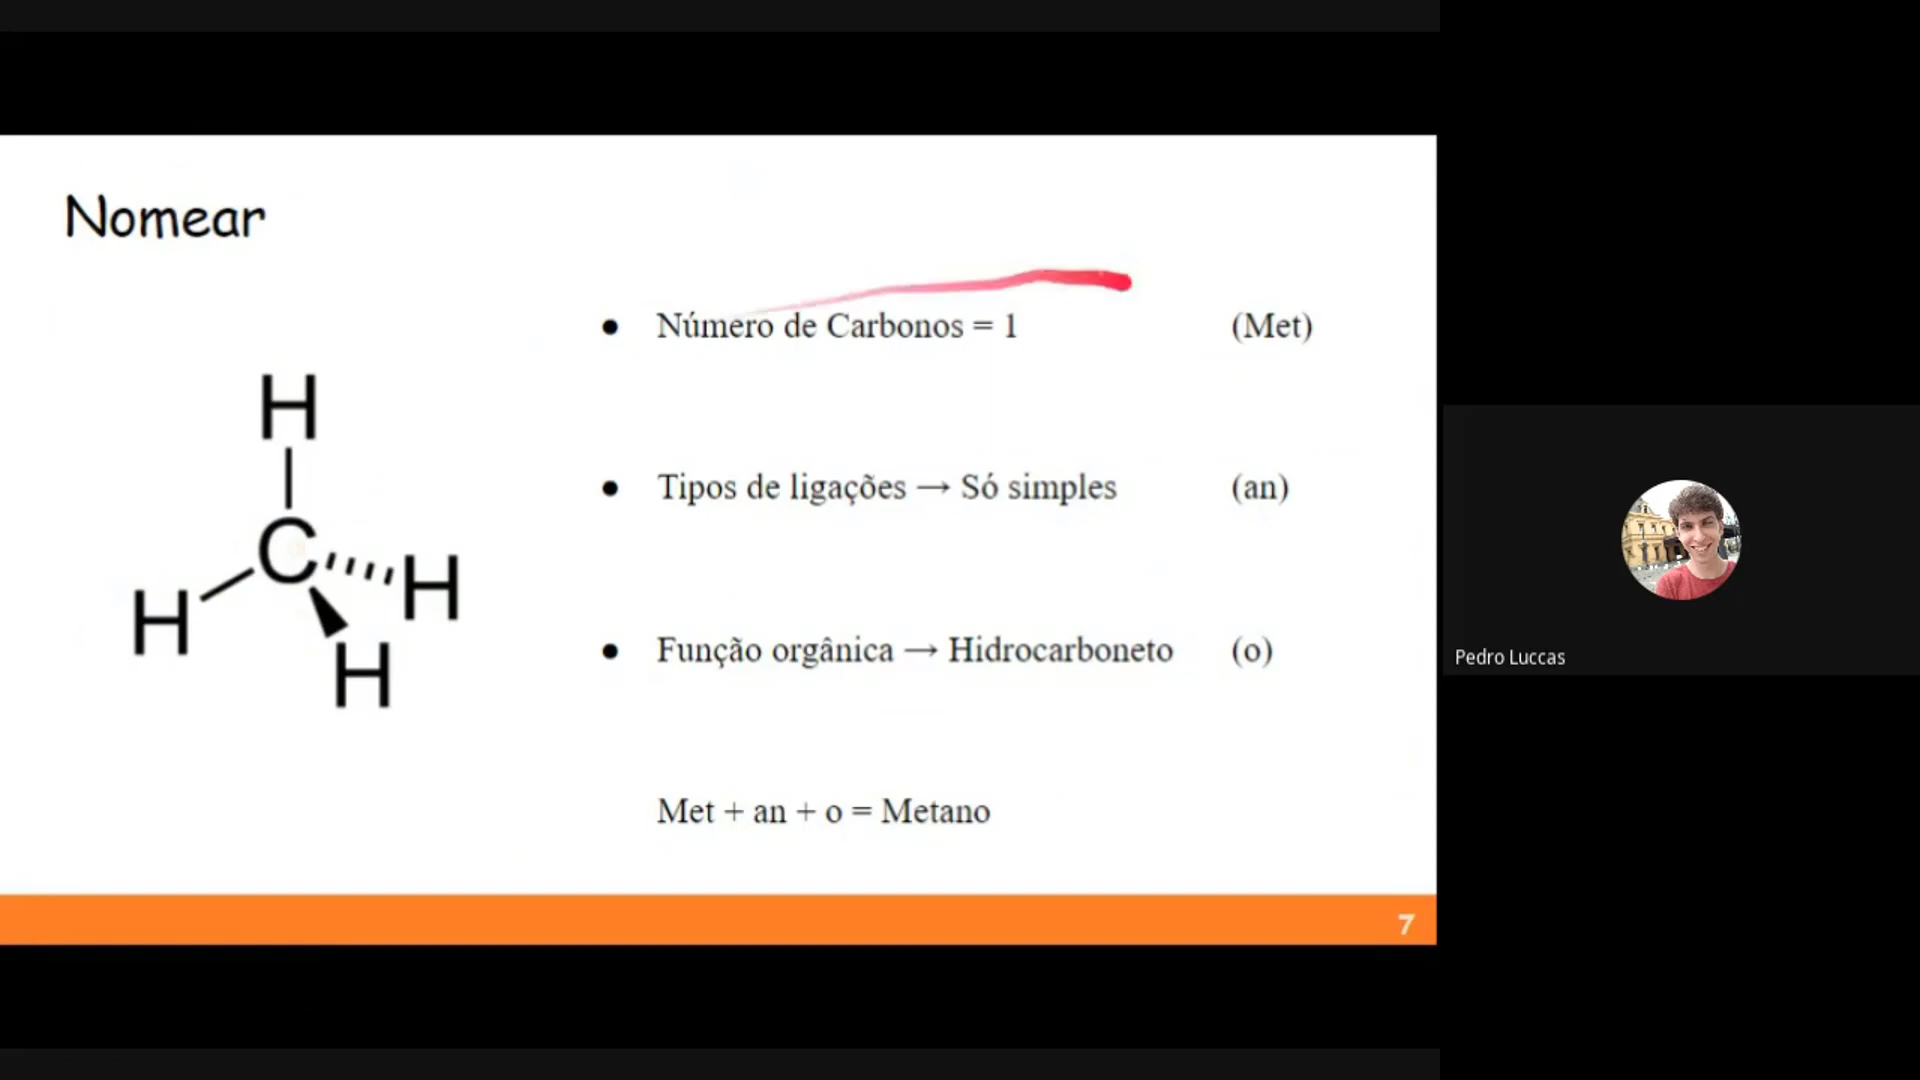 Nomear
● Número de Carbonos = 1 (Met)
● Tipos de ligações → Só simples (an)
● Função orgânica → Hidrocarboneto (o)
Met + an + o = Metano
H
C
H
H
H
7
Pedro Luccas